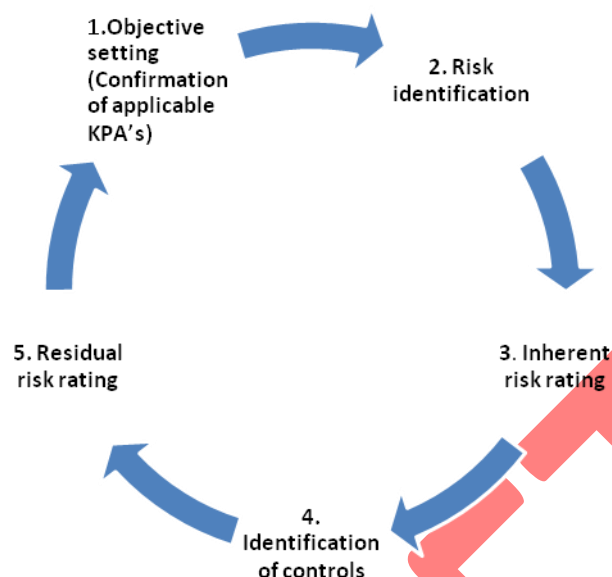 1.Objective
setting
(Confirmation
of applicable
KPA's)
2. Risk
identification
3. Inherent
risk rating
4.
Identification
of controls
5. Residual
risk rating